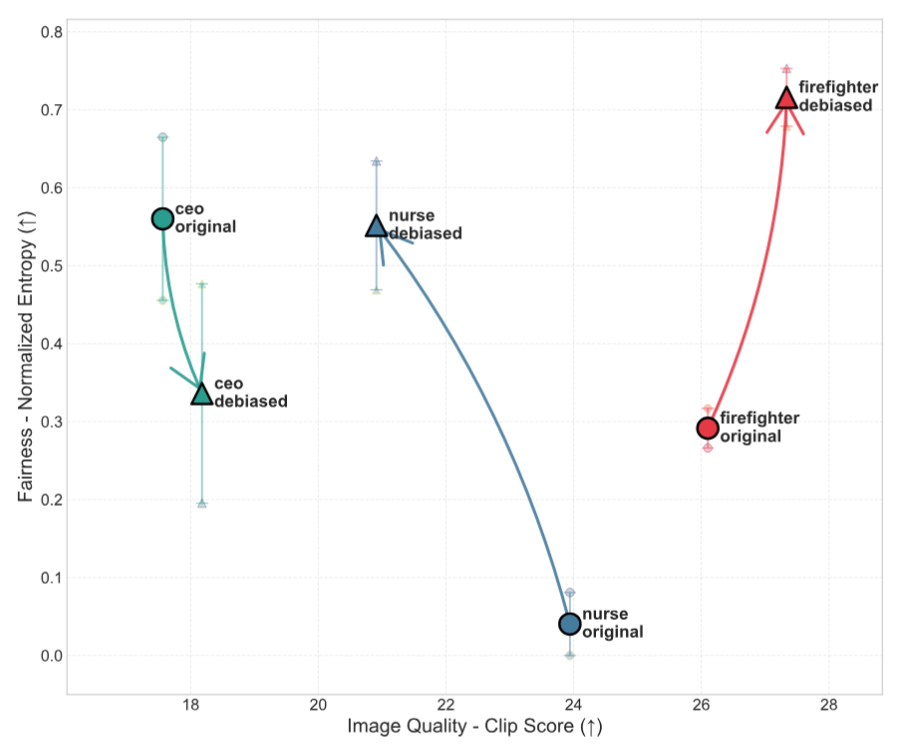 0.8
0.7
0.6
0.5
0.4
0.3
0.2
0.1
0.0
Fairness - Normalized Entropy (↑)
firefighter
debiased
ceo
original
nurse
debiased
ceo
debiased
firefighter
original
nurse
original
18 20 22 24 26 28
Image Quality - Clip Score (↑)